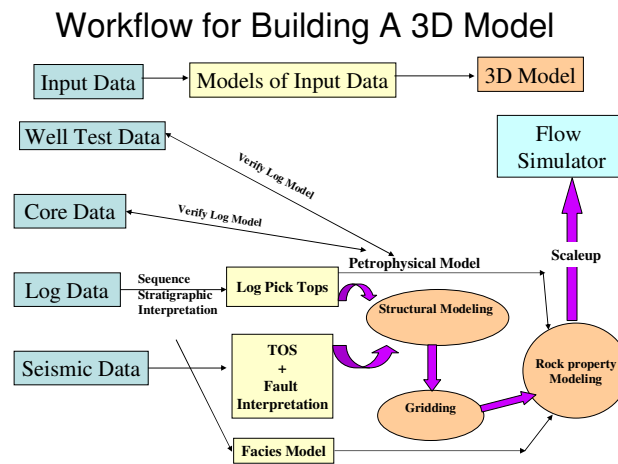 Workflow for Building A 3D Model
Input Data
Models of Input Data
3D Model
Well Test Data
Flow
Simulator
Verify Log Model
Core Data
Verify Log Model
Scaleup
Petrophysical Model
Log Data
Sequence
Stratigraphic
Interpretation
Log Pick Tops
Structural Modeling
Seismic Data
TOS
+
Fault
Interpretation
Rock property
Modeling
Gridding
Facies Model